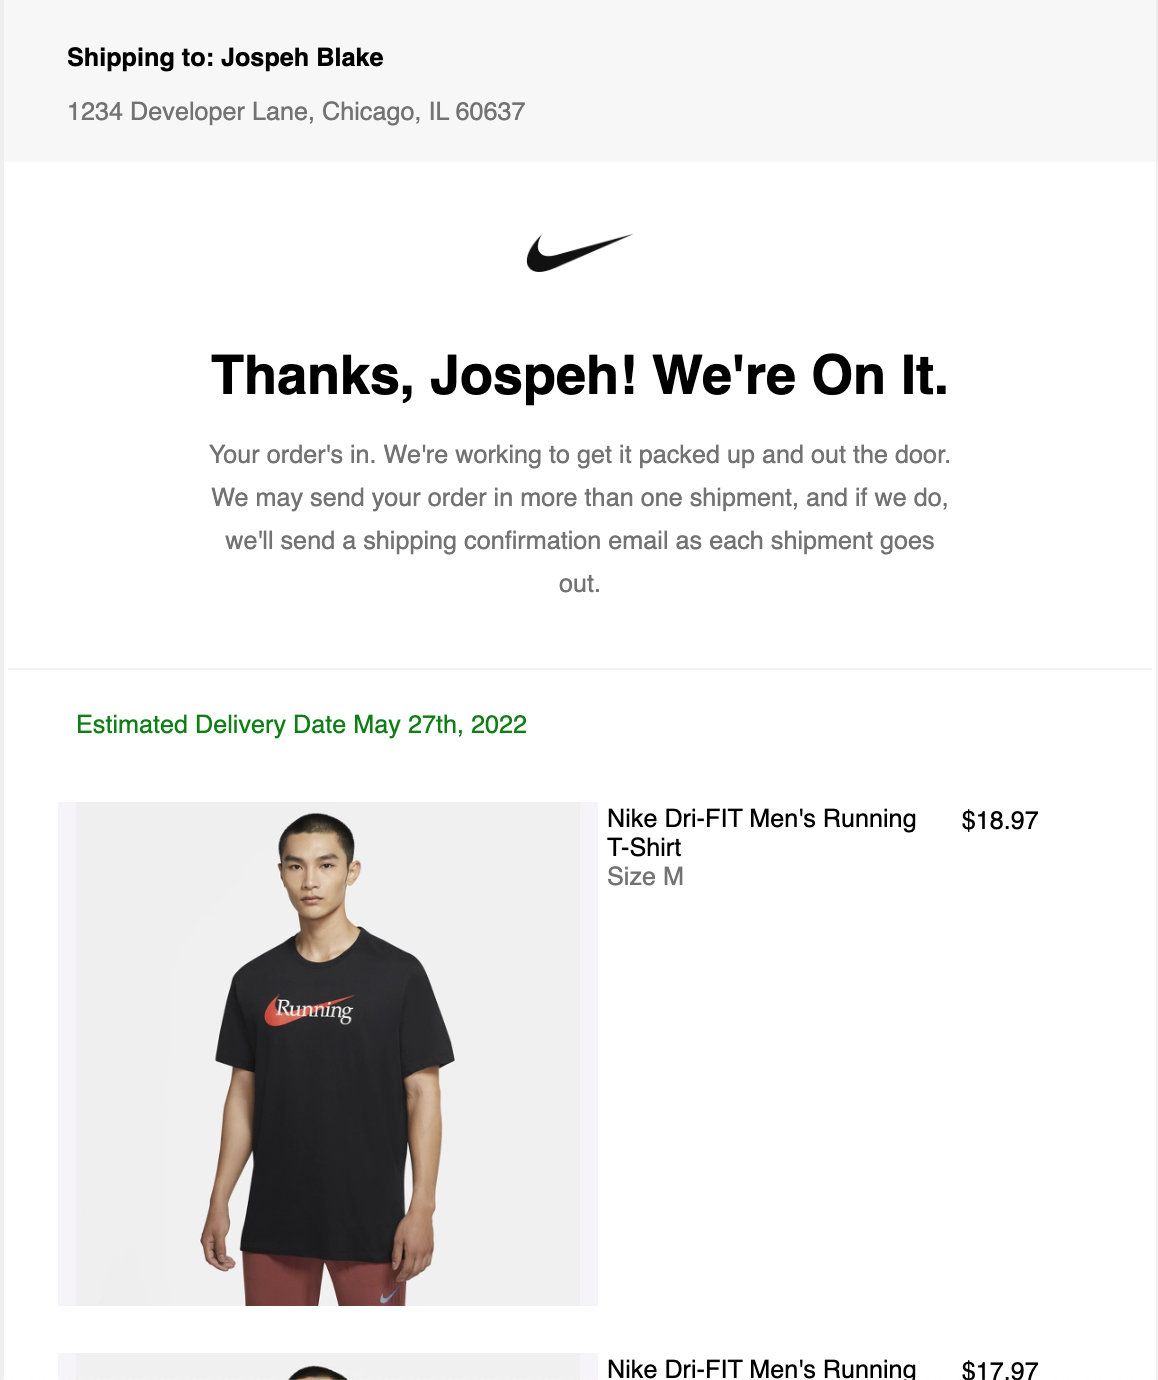 Shipping to: Jospeh Blake
1234 Developer Lane, Chicago, IL 60637
Thanks, Jospeh! We're On It.
Your order's in. We're working to get it packed up and out the door.
We may send your order in more than one shipment, and if we do,
we'll send a shipping confirmation email as each shipment goes
out.
Estimated Delivery Date May 27th, 2022
Nike Dri-FIT Men's Running
T-Shirt
Size M
$18.97
Running
Nike Dri-FIT Men's Running
$17.97